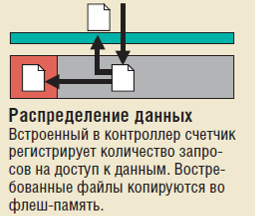 Распределение данных
Встроенный в контроллер счетчик
регистрирует количество запро-
сов на доступ к данным. Востре-
бованные файлы копируются во
флеш-память.